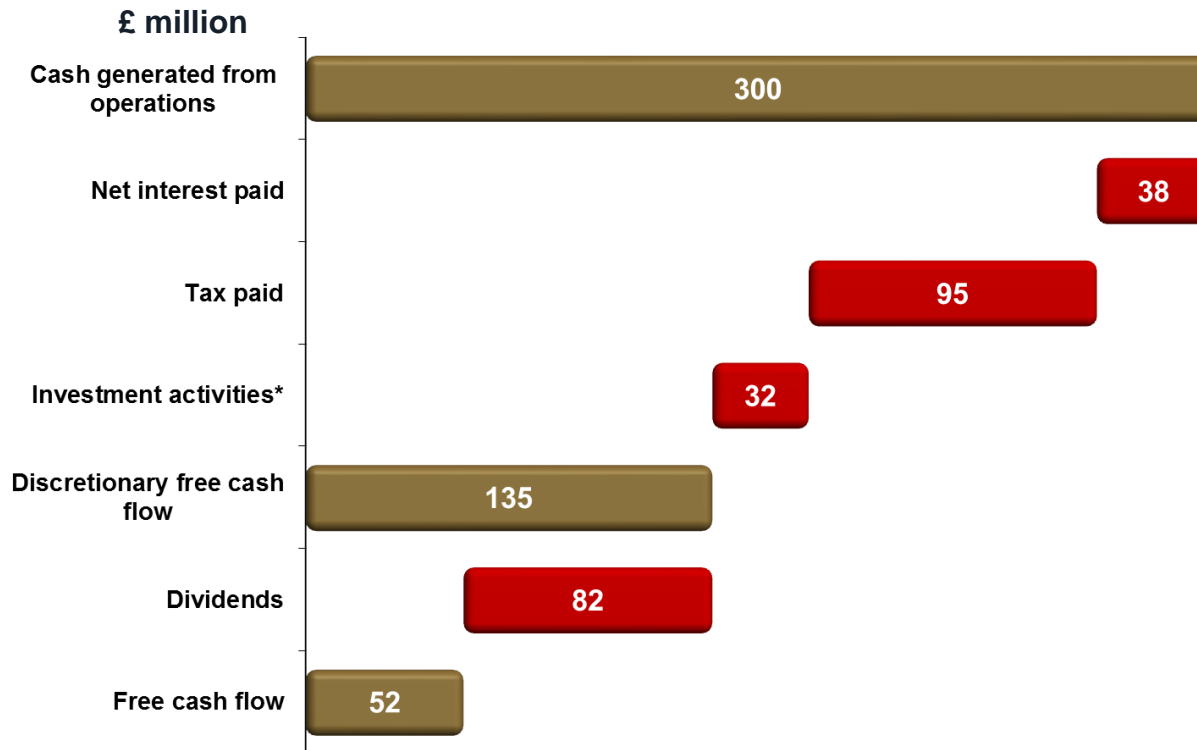 £ million
Cash generated from
operations
300
Net interest paid
38
Tax paid
95
Investment activities*
32
Discretionary free cash
flow
135
Dividends
82
Free cash flow
52